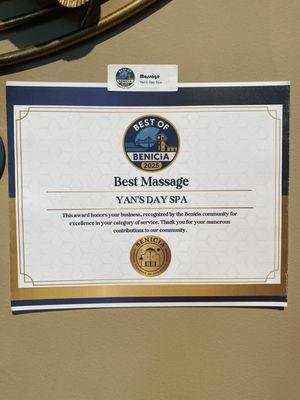 Massage
Yan's Day Spa
BEST OF
BENICIA
2025
Best Massage
YAN'S DAY SPA
This award honors your business, recognized by the Benicia community for
excellence in your category of service. Thank you for your numerous
contributions to our community.
BENICIA